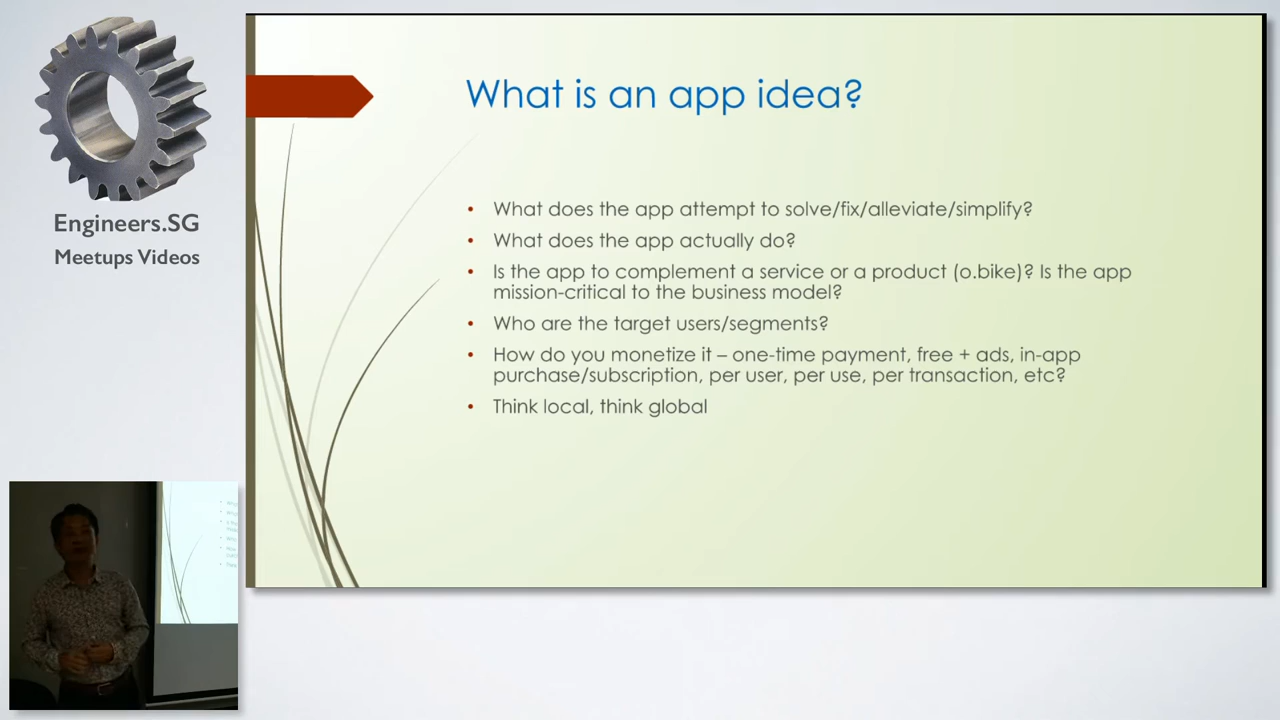 Engineers.SG
Meetups Videos
What is an app idea?
• What does the app attempt to solve/fix/alleviate/simplify?
• What does the app actually do?
• Is the app to complement a service or a product (o.bike)? Is the app
mission-critical to the business model?
• Who are the target users/segments?
• How do you monetize it – one-time payment, free + ads, in-app
purchase/subscription, per user, per use, per transaction, etc?
• Think local, think global